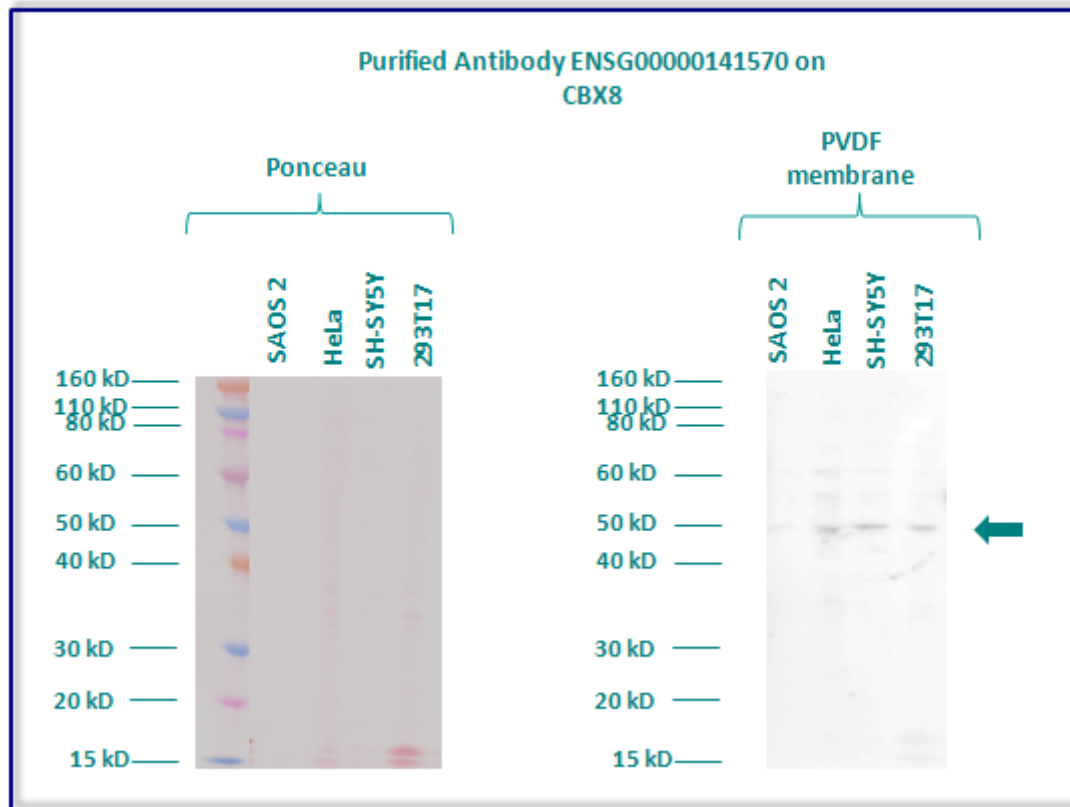 Purified Antibody ENSG00000141570 on
CBX8
Ponceau
SAOS 2
HeLa
SH-SY5Y
293T17
160 kD
110 kD
80 kD
60 kD
50 kD
40 kD
30 kD
20 kD
15 kD
PVDF
membrane
SAOS 2
HeLa
SH-SY5Y
293T17
160 kD
110 kD
80 kD
60 kD
50 kD
40 kD
30 kD
20 kD
15 kD